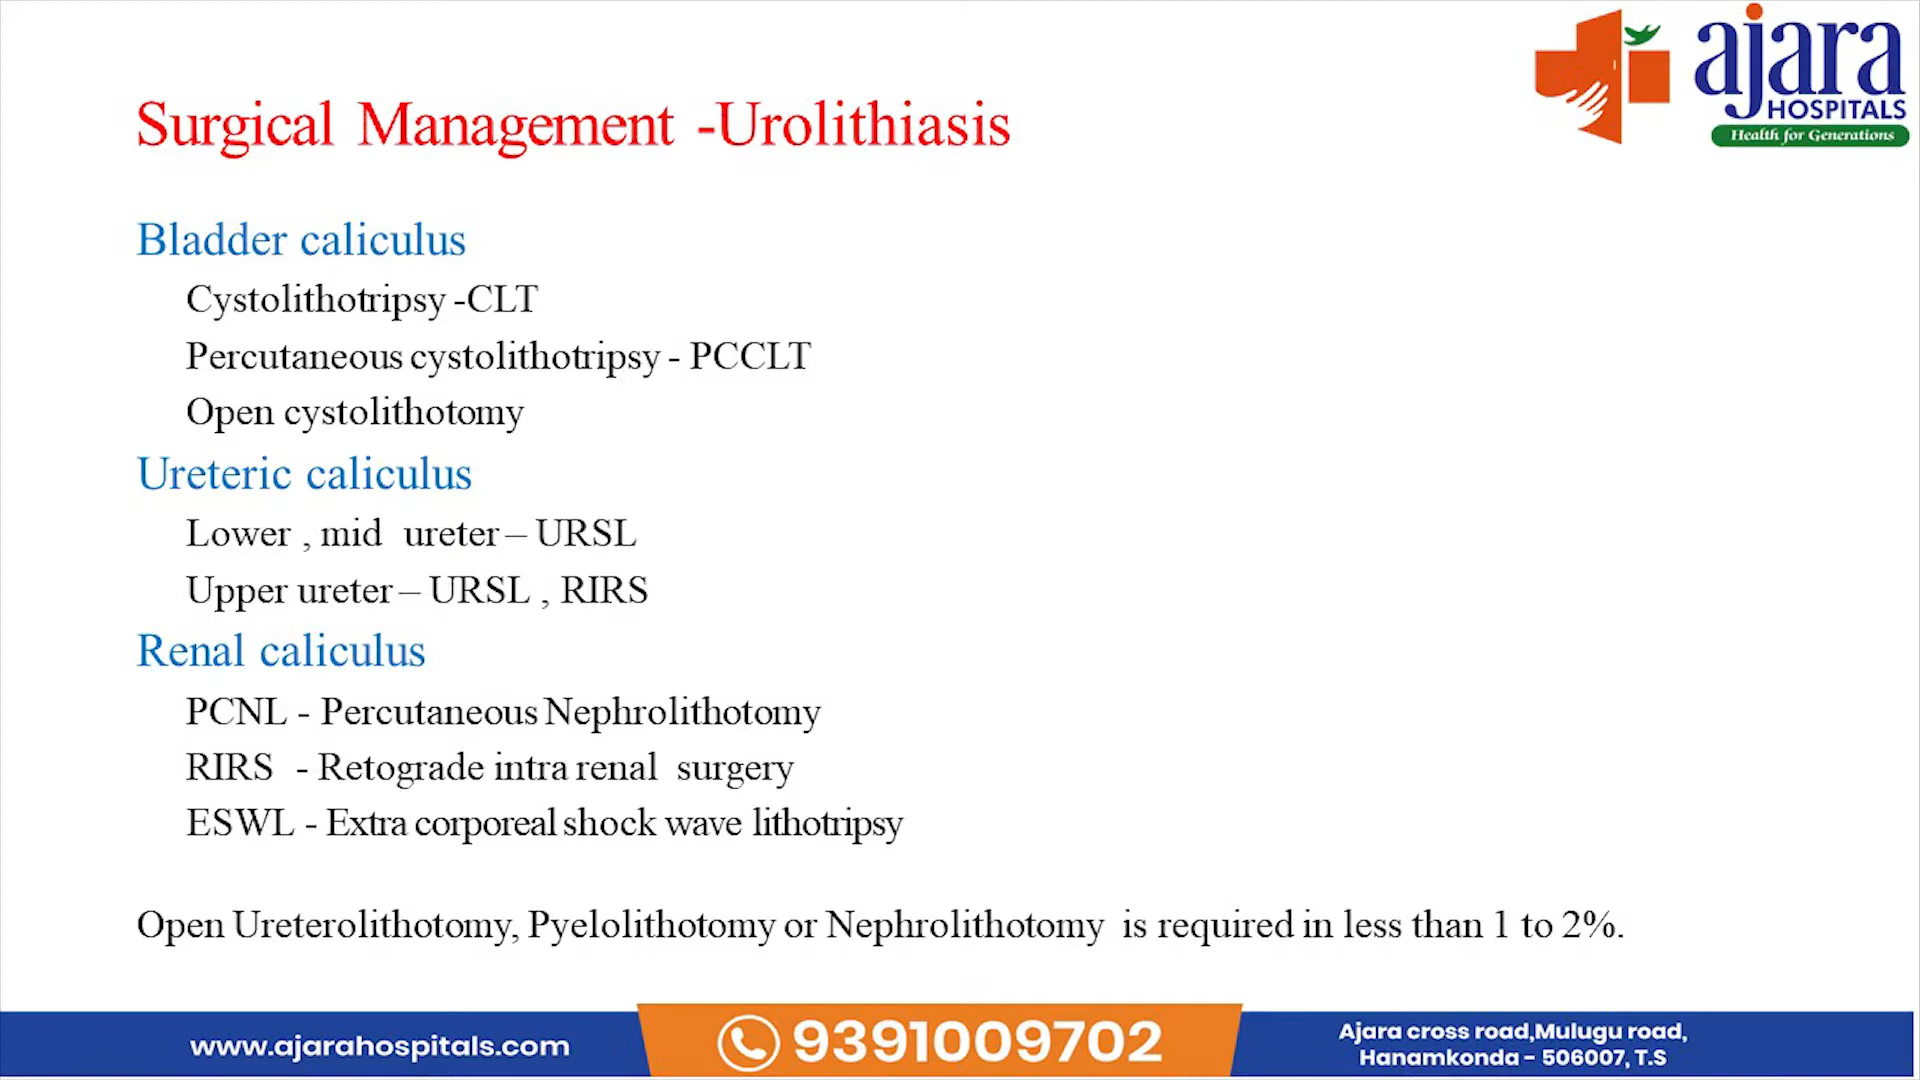 ajara
HOSPITALS
Health for Generations
Surgical Management -Urolithiasis
Bladder caliculus
Cystolithotripsy -CLT
Percutaneous cystolithotripsy - PCCLT
Open cystolithotomy
Ureteric caliculus
Lower , mid ureter – URSL
Upper ureter – URSL , RIRS
Renal caliculus
PCNL - Percutaneous Nephrolithotomy
RIRS - Retograde intra renal surgery
ESWL - Extra corporeal shock wave lithotripsy
Open Ureterolithotomy, Pyelolithotomy or Nephrolithotomy is required in less than 1 to 2%.
www.ajarahospitals.com
9391009702
Ajara cross road,Mulugu road,
Hanamkonda - 506007, T.S